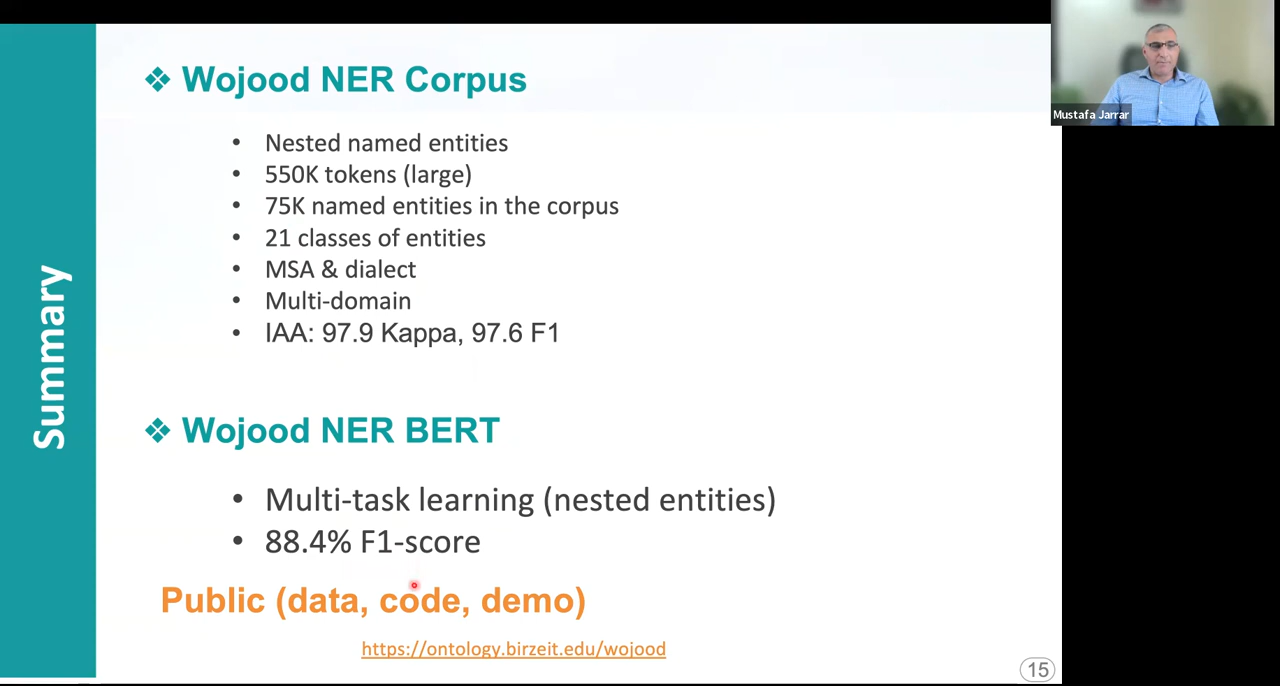 Summary
❖ Wojood NER Corpus
• Nested named entities
• 550K tokens (large)
• 75K named entities in the corpus
• 21 classes of entities
• MSA & dialect
• Multi-domain
• IAA: 97.9 Kappa, 97.6 F1
❖ Wojood NER BERT
• Multi-task learning (nested entities)
• 88.4% F1-score
Public (data, code, demo)
https://ontology.birzeit.edu/wojood
15
Mustafa Jarrar